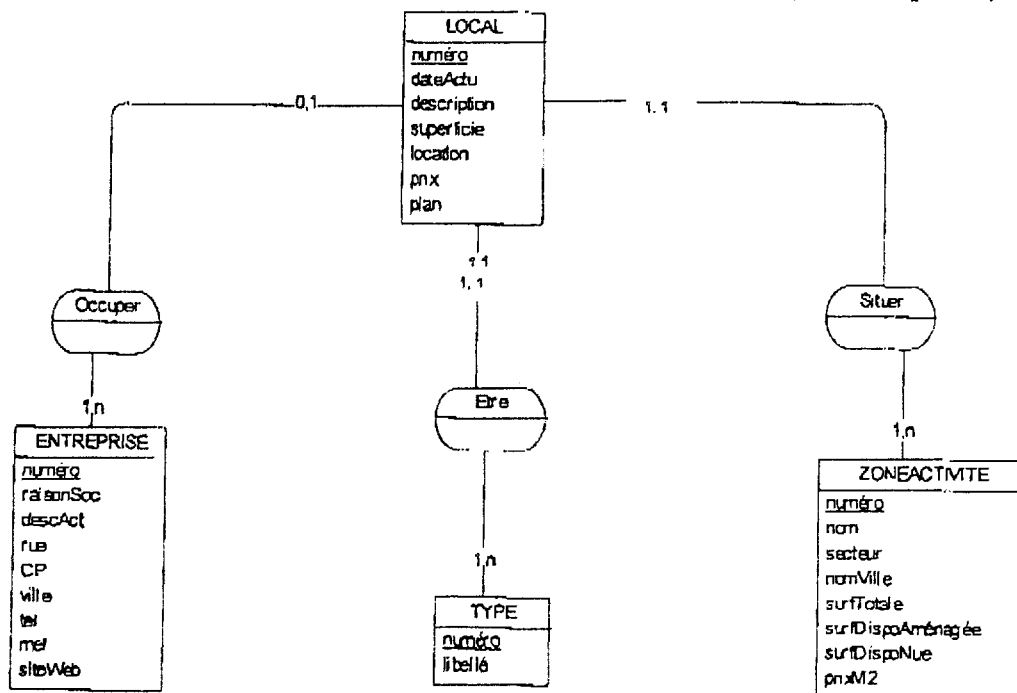 LOCAL
numéro
dateActu
description
superficie
location
prix
plan
0,1
1,1
1,1
1,1
Occuper
Etre
Situer
1,n
1,n
1,n
ENTREPRISE
numéro
raisonSoc
descAct
rue
CP
ville
tel
mel
siteWeb
TYPE
numéro
libellé
ZONEACTIVITE
numéro
nom
secteur
nomVille
surfTotale
surfDispoAménagée
surfDispoNue
prixM2